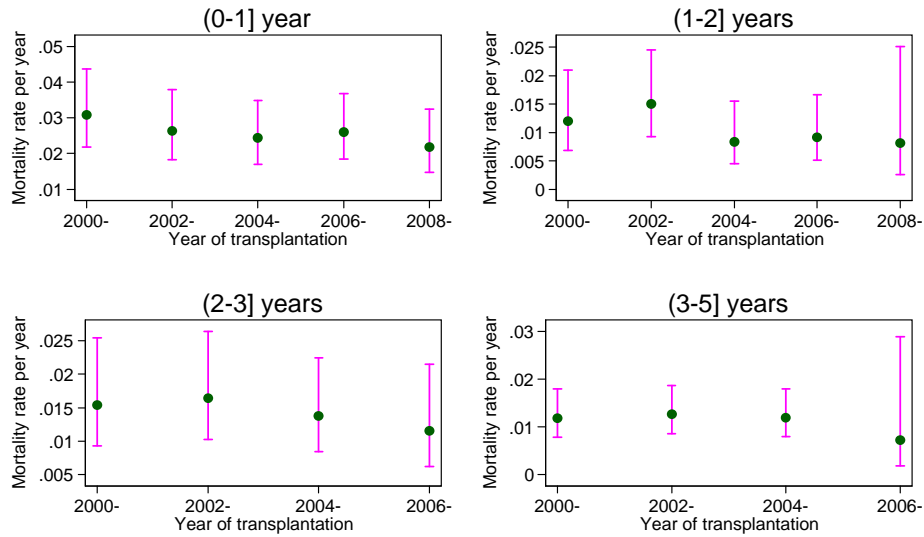 (0-1] year
Mortality rate per year
.05
.04
.03
.02
.01
2000- 2002- 2004- 2006- 2008-
Year of transplantation
(1-2] years
Mortality rate per year
.025
.02
.015
.01
.005
0
2000- 2002- 2004- 2006- 2008-
Year of transplantation
(2-3] years
Mortality rate per year
.025
.02
.015
.01
.005
2000- 2002- 2004- 2006-
Year of transplantation
(3-5] years
Mortality rate per year
.03
.02
.01
0
2000- 2002- 2004- 2006-
Year of transplantation